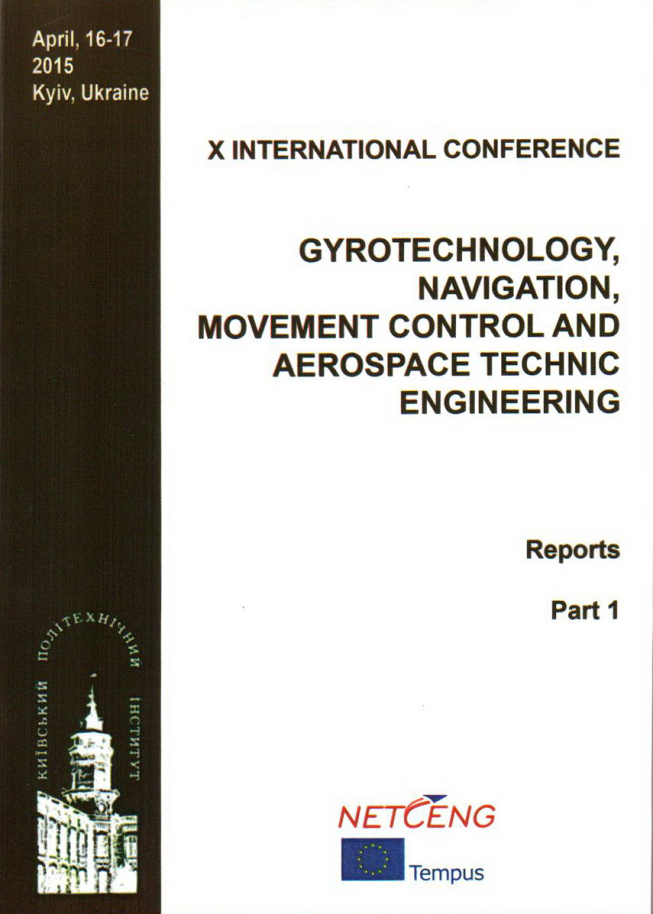 April, 16-17
2015
Kyiv, Ukraine
X INTERNATIONAL CONFERENCE
GYROTECHNOLOGY,
NAVIGATION,
MOVEMENT CONTROL AND
AEROSPACE TECHNIC
ENGINEERING
Reports
Part 1
КИЇВСЬКИЙ ПОЛІТЕХНІЧНИЙ ІНСТИТУТ
NETCENG
Tempus